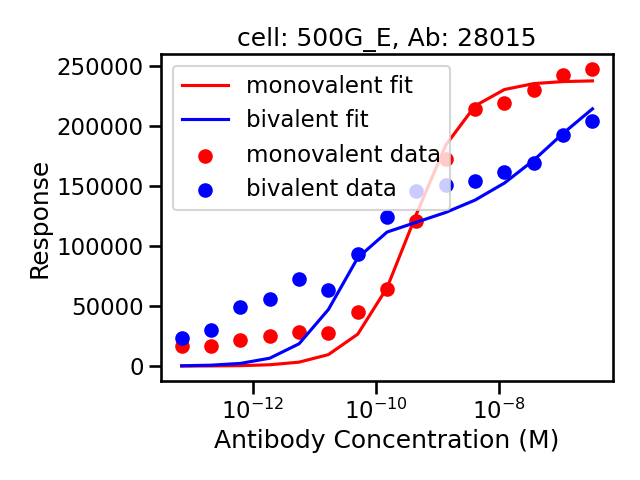 cell: 500G_E, Ab: 28015
250000
200000
150000
100000
50000
0
Response
monovalent fit
bivalent fit
monovalent data
bivalent data
10⁻¹² 10⁻¹⁰ 10⁻⁸
Antibody Concentration (M)